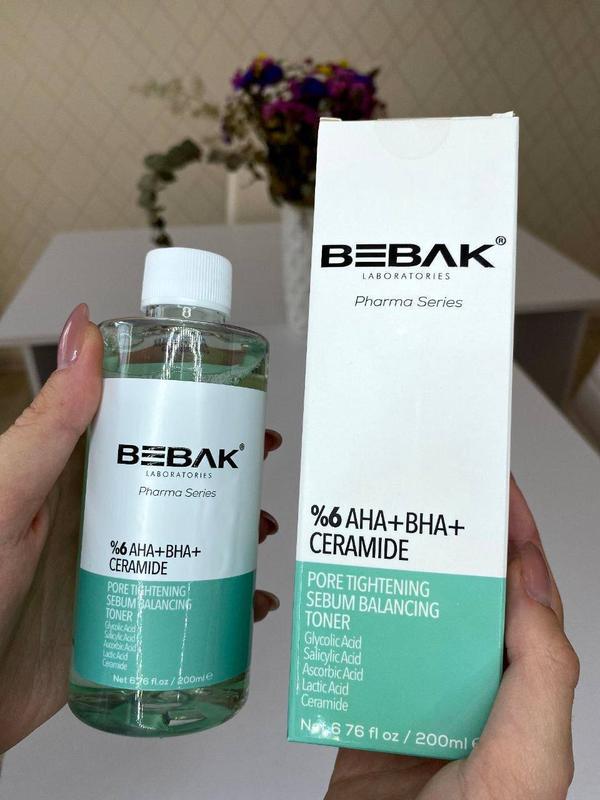 BEBAK®
LABORATORIES
Pharma Series
%6 AHA+BHA+
CERAMIDE
PORE TIGHTENING
SEBUM BALANCING
TONER
Glycolic Acid
Salicylic Acid
Ascorbic Acid
Lactic Acid
Ceramide
Net 6.76 fl.oz / 200ml ℮
BEBAK®
LABORATORIES
Pharma Series
%6 AHA+BHA+
CERAMIDE
PORE TIGHTENING
SEBUM BALANCING
TONER
Glycolic Acid
Salicylic Acid
Ascorbic Acid
Lactic Acid
Ceramide
Net 6 76 fl oz / 200ml ℮